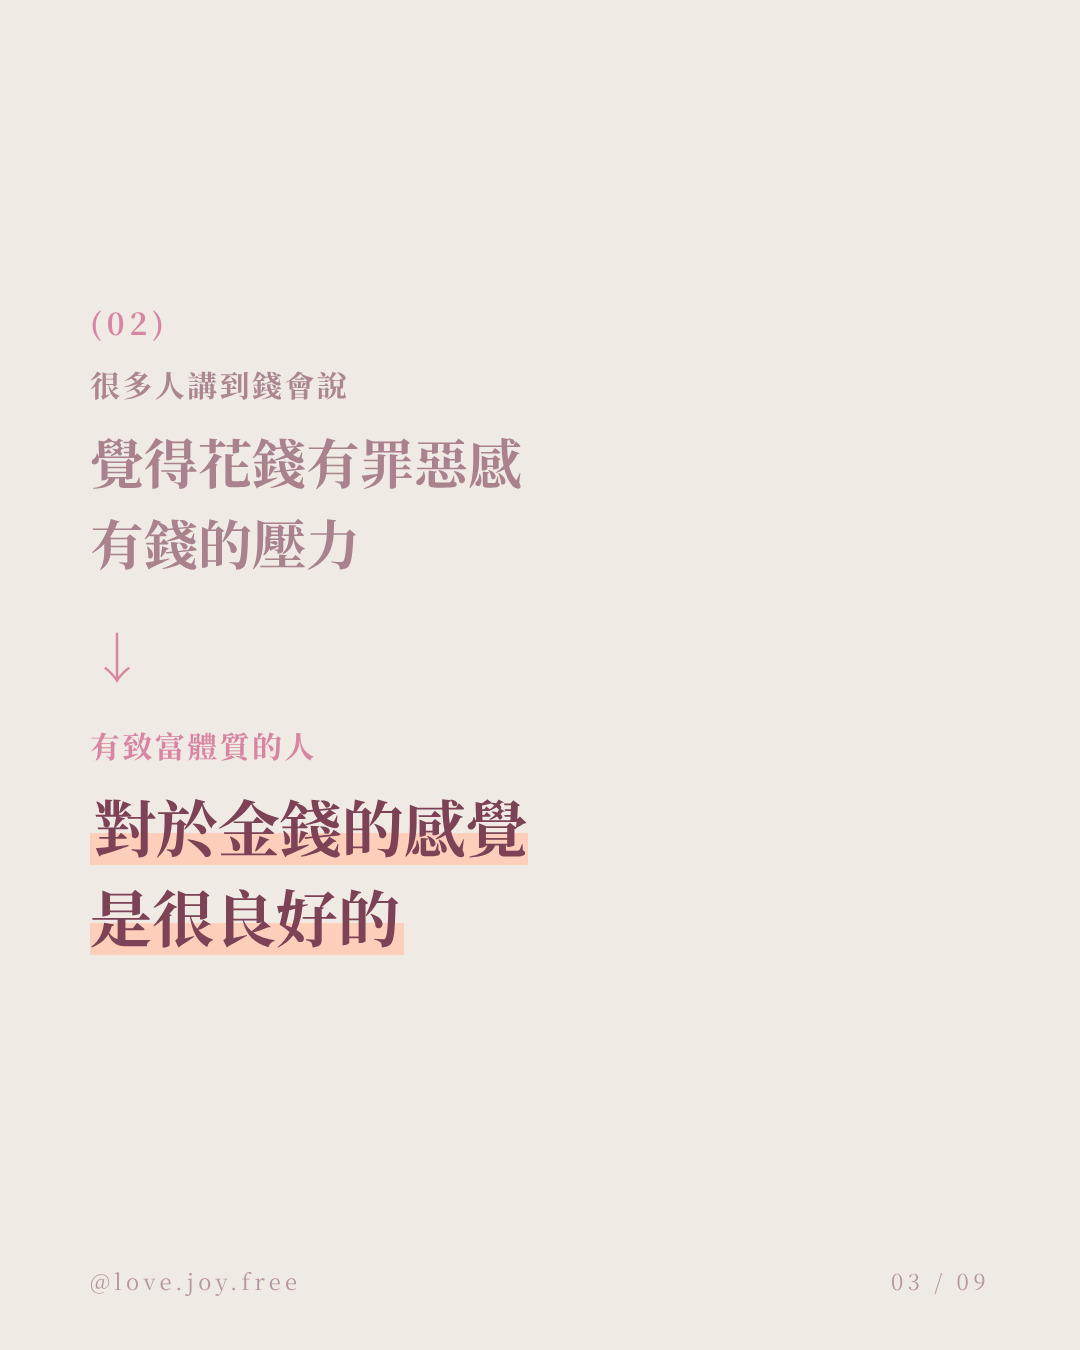 (02)
很多人講到錢會說
覺得花錢有罪惡感
有錢的壓力
↓
有致富體質的人
對於金錢的感覺
是很良好的
@love.joy.free
03 / 09